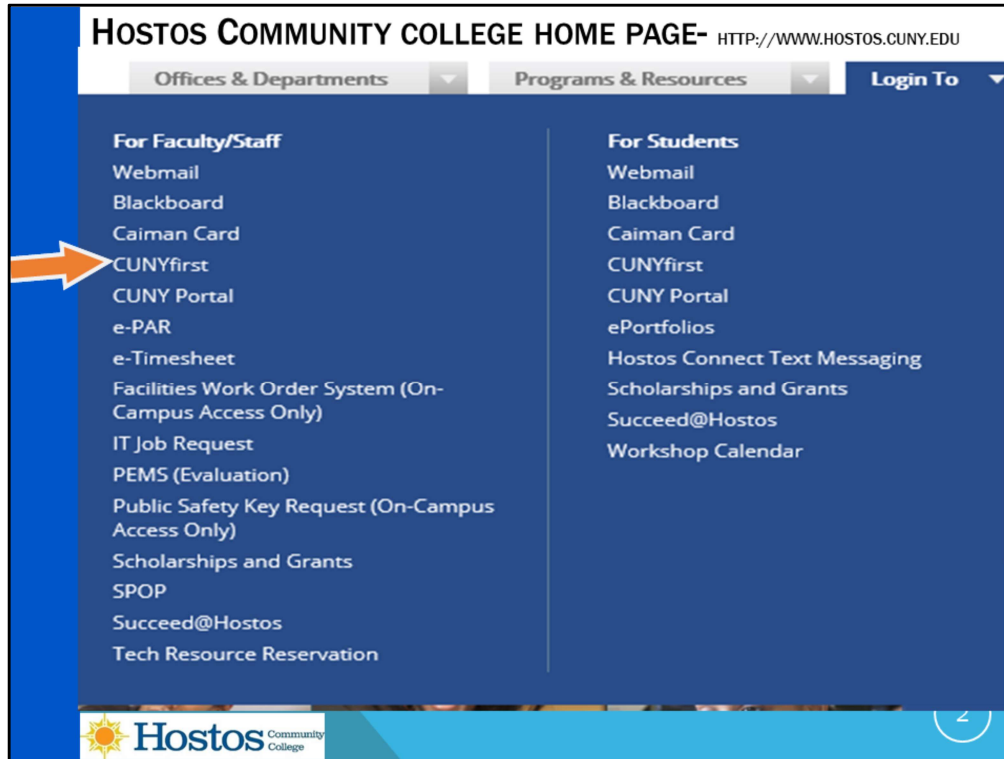 HOSTOS COMMUNITY COLLEGE HOME PAGE- HTTP://WWW.HOSTOS.CUNY.EDU
Offices & Departments
Programs & Resources
Login To
For Faculty/Staff
Webmail
Blackboard
Caiman Card
CUNYfirst
CUNY Portal
e-PAR
e-Timesheet
Facilities Work Order System (On-
Campus Access Only)
IT Job Request
PEMS (Evaluation)
Public Safety Key Request (On-Campus
Access Only)
Scholarships and Grants
SPOP
Succeed@Hostos
Tech Resource Reservation
For Students
Webmail
Blackboard
Caiman Card
CUNYfirst
CUNY Portal
ePortfolios
Hostos Connect Text Messaging
Scholarships and Grants
Succeed@Hostos
Workshop Calendar
Hostos Community
College
2